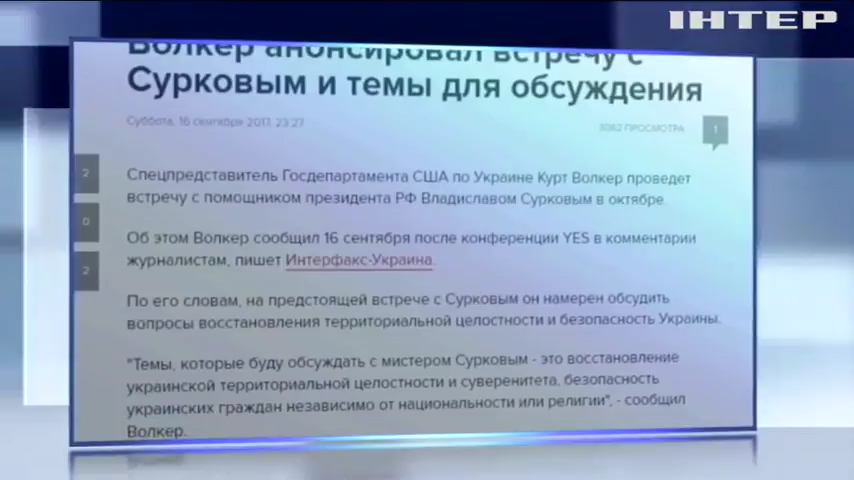 ІНТЕР
Волкер анонсировал встречу с
Сурковым и темы для обсуждения
Суббота, 16 сентября 2017, 23:27
3082 ПРОСМОТРА
1
2
Спецпредставитель Госдепартамента США по Украине Курт Волкер проведет
встречу с помощником президента РФ Владиславом Сурковым в октябре.
0
Об этом Волкер сообщил 16 сентября после конференции YES в комментарии
журналистам, пишет Интерфакс-Украина.
2
По его словам, на предстоящей встрече с Сурковым он намерен обсудить
вопросы восстановления территориальной целостности и безопасность Украины.
"Темы, которые буду обсуждать с мистером Сурковым - это восстановление
украинской территориальной целостности и суверенитета, безопасность
украинских граждан независимо от национальности или религии", - сообщил
Волкер.